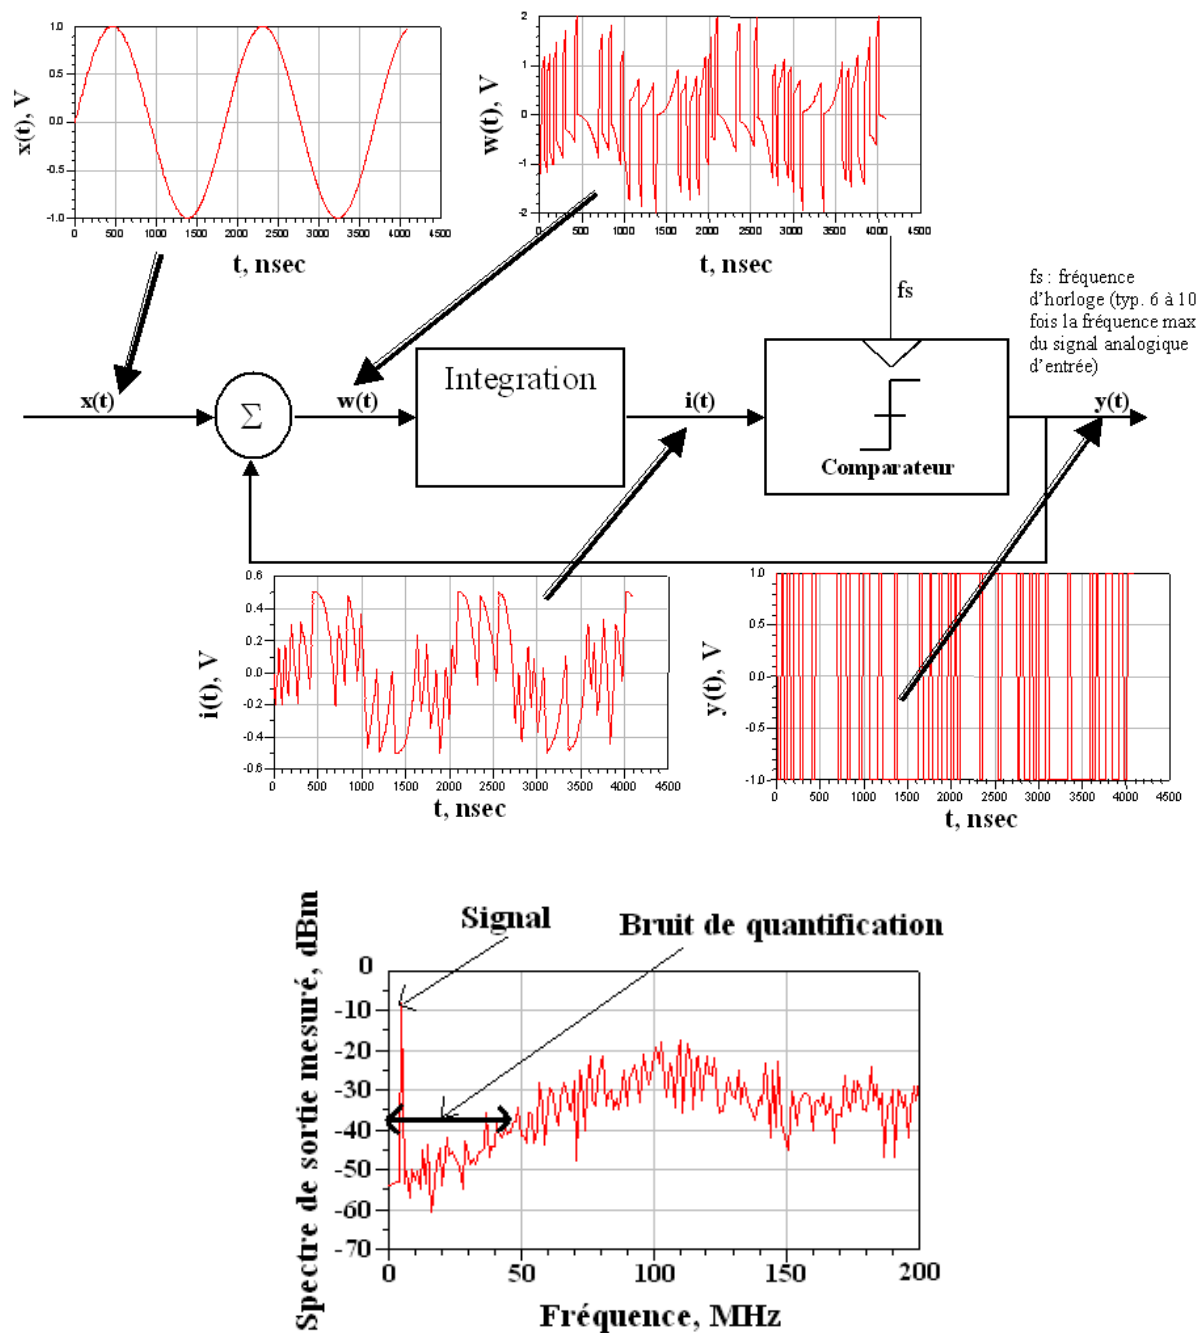 x(t), V
1.0
0.5
0.0
-0.5
-1.0
0 500 1000 1500 2000 2500 3000 3500 4000 4500
t, nsec
w(t), V
2
1
0
-1
-2
0 500 1000 1500 2000 2500 3000 3500 4000 4500
t, nsec
fs
fs : fréquence
d'horloge (typ. 6 à 10
fois la fréquence max
du signal analogique
d'entrée)
x(t)
Σ
w(t)
Integration
i(t)
Comparateur
y(t)
i(t), V
0.6
0.4
0.2
0.0
-0.2
-0.4
-0.6
0 500 1000 1500 2000 2500 3000 3500 4000 4500
t, nsec
y(t), V
1.0
0.5
0.0
-0.5
-1.0
0 500 1000 1500 2000 2500 3000 3500 4000 4500
t, nsec
Signal
Bruit de quantification
Spectre de sortie mesuré, dBm
0
-10
-20
-30
-40
-50
-60
-70
0 50 100 150 200
Fréquence, MHz